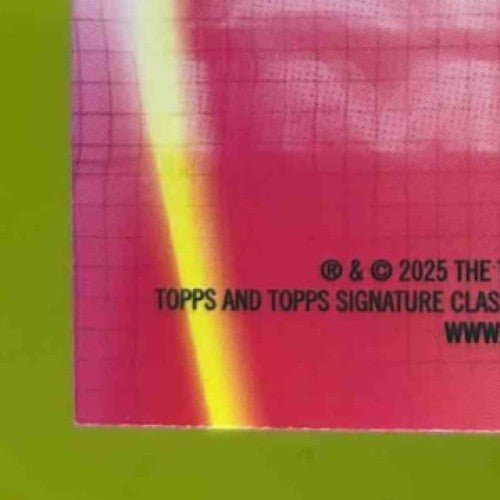 ® & © 2025 THE
TOPPS AND TOPPS SIGNATURE CLAS
WWW.